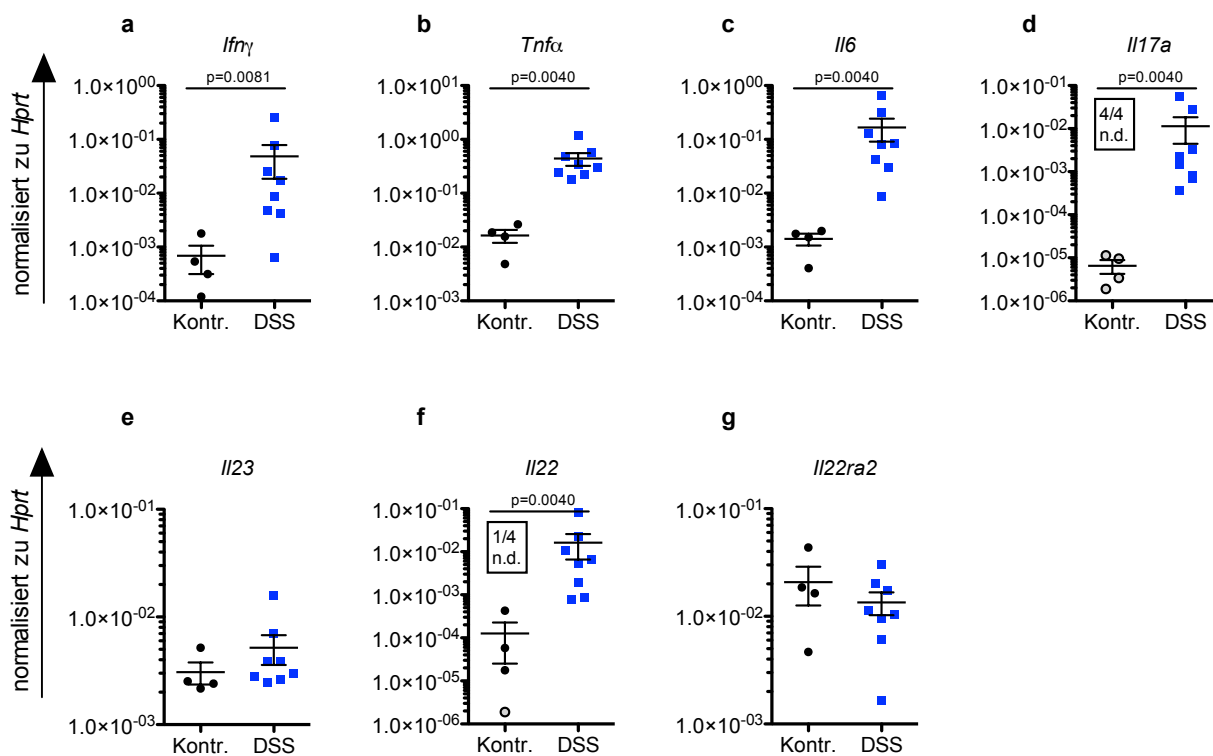 a
Ifnγ
p=0.0081
normalisiert zu Hprt
1.0×10^00
1.0×10^-01
1.0×10^-02
1.0×10^-03
1.0×10^-04
Kontr. DSS
b
Tnfα
p=0.0040
1.0×10^01
1.0×10^00
1.0×10^-01
1.0×10^-02
1.0×10^-03
Kontr. DSS
c
Il6
p=0.0040
1.0×10^00
1.0×10^-01
1.0×10^-02
1.0×10^-03
1.0×10^-04
Kontr. DSS
d
Il17a
p=0.0040
1.0×10^-01
1.0×10^-02
1.0×10^-03
1.0×10^-04
1.0×10^-05
1.0×10^-06
4/4
n.d.
Kontr. DSS
e
Il23
normalisiert zu Hprt
1.0×10^-01
1.0×10^-02
1.0×10^-03
Kontr. DSS
f
Il22
p=0.0040
1.0×10^-01
1.0×10^-02
1.0×10^-03
1.0×10^-04
1.0×10^-05
1.0×10^-06
1/4
n.d.
Kontr. DSS
g
Il22ra2
1.0×10^-01
1.0×10^-02
1.0×10^-03
Kontr. DSS